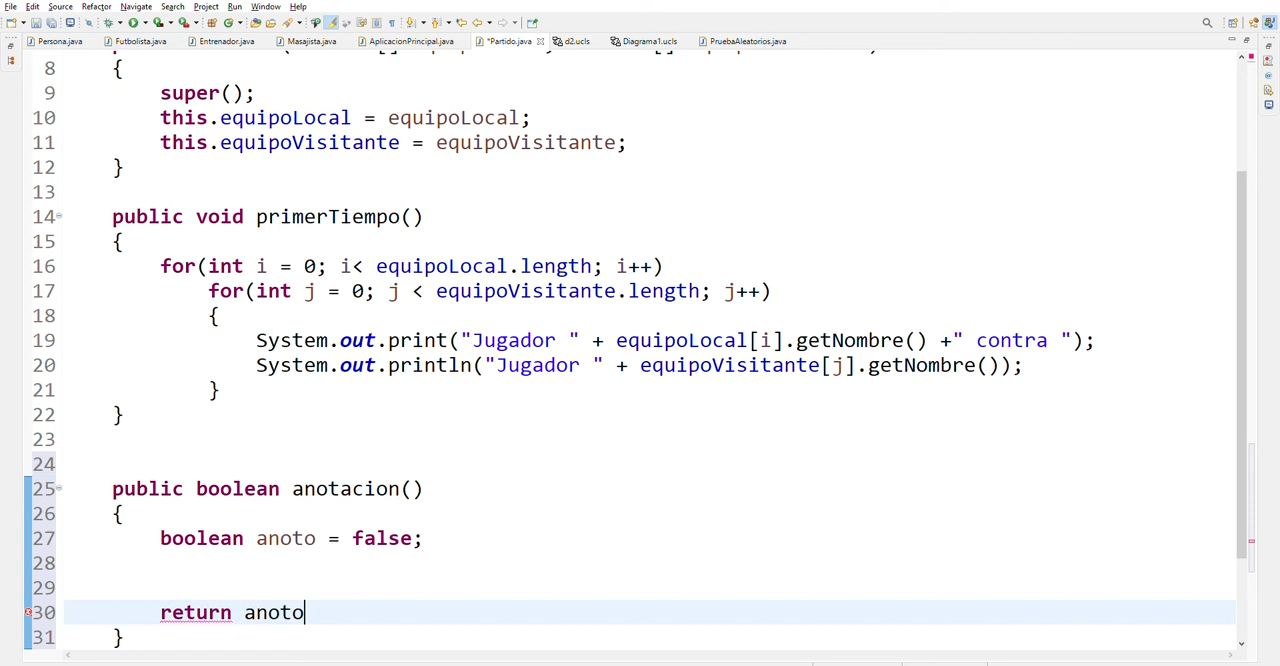 File Edit Source Refactor Navigate Search Project Run Window Help
Persona.java Futbolista.java Entrenador.java Masajista.java AplicacionPrincipal.java *Partido.java d2.ucls Diagrama1.ucls PruebaAleatorios.java
8 {
9 super();
10 this.equipoLocal = equipoLocal;
11 this.equipoVisitante = equipoVisitante;
12 }
13
14 public void primerTiempo()
15 {
16 for(int i = 0; i< equipoLocal.length; i++)
17 for(int j = 0; j < equipoVisitante.length; j++)
18 {
19 System.out.print("Jugador " + equipoLocal[i].getNombre() +" contra ");
20 System.out.println("Jugador " + equipoVisitante[j].getNombre());
21 }
22 }
23
24
25 public boolean anotacion()
26 {
27 boolean anoto = false;
28
29
30 return anoto
31 }